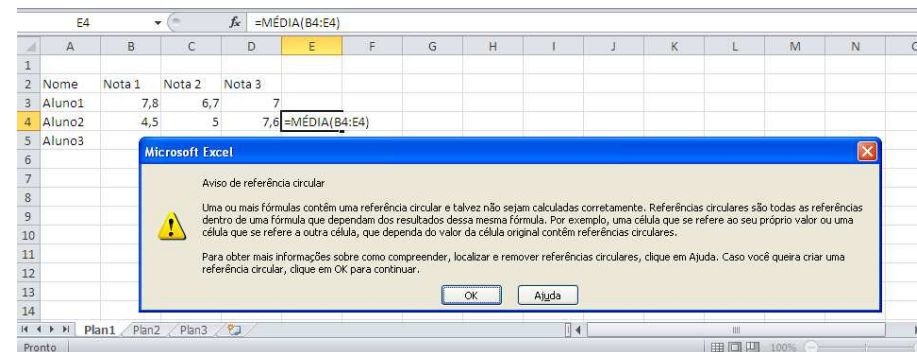 E4 fx =MÉDIA(B4:E4)
A B C D E F G H I J K L M N
1
2 Nome Nota 1 Nota 2 Nota 3
3 Aluno1 7,8 6,7 7
4 Aluno2 4,5 5 7,6 =MÉDIA(B4:E4)
5 Aluno3
Microsoft Excel
6
7
8
9
10
11
12
13
14
Aviso de referência circular
Uma ou mais fórmulas contêm uma referência circular e talvez não sejam calculadas corretamente. Referências circulares são todas as referências
dentro de uma fórmula que dependam dos resultados dessa mesma fórmula. Por exemplo, uma célula que se refere ao seu próprio valor ou uma
célula que se refere a outra célula, que dependa do valor da célula original contêm referências circulares.
Para obter mais informações sobre como compreender, localizar e remover referências circulares, clique em Ajuda. Caso você queira criar uma
referência circular, clique em OK para continuar.
OK Ajuda
Plan1 Plan2 Plan3
Pronto 100%